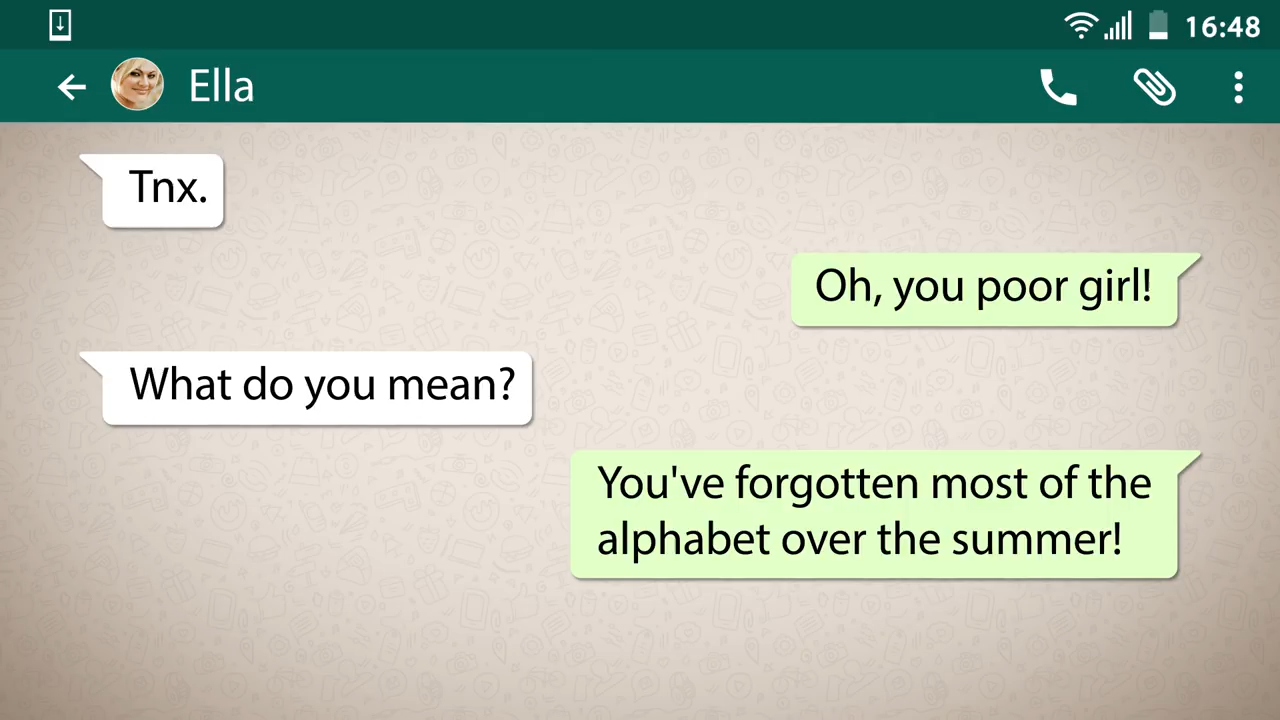 16:48
Ella
Tnx.
Oh, you poor girl!
What do you mean?
You've forgotten most of the
alphabet over the summer!